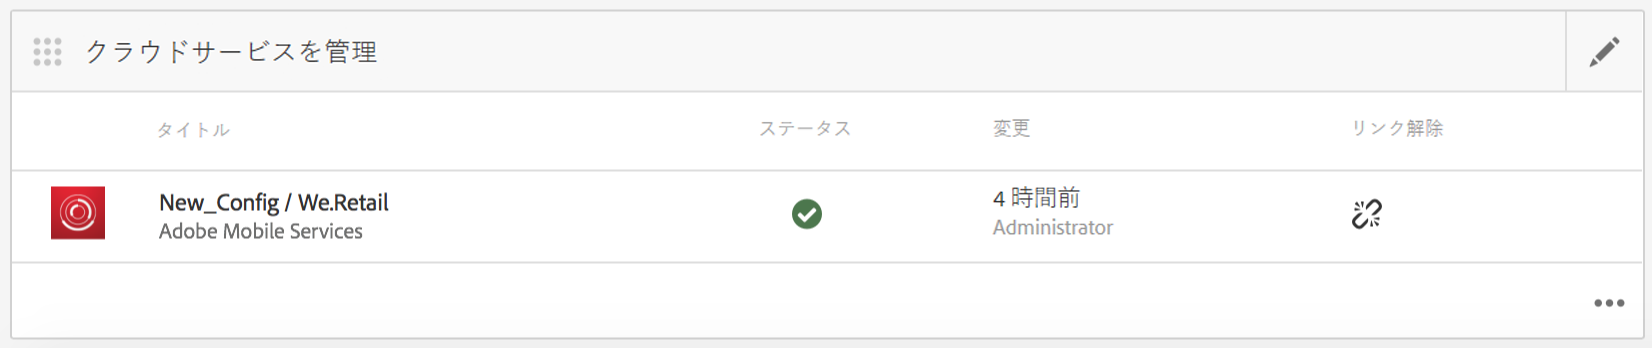 クラウドサービスを管理
タイトル ステータス 変更 リンク解除
New_Config / We.Retail 4 時間前
Adobe Mobile Services Administrator